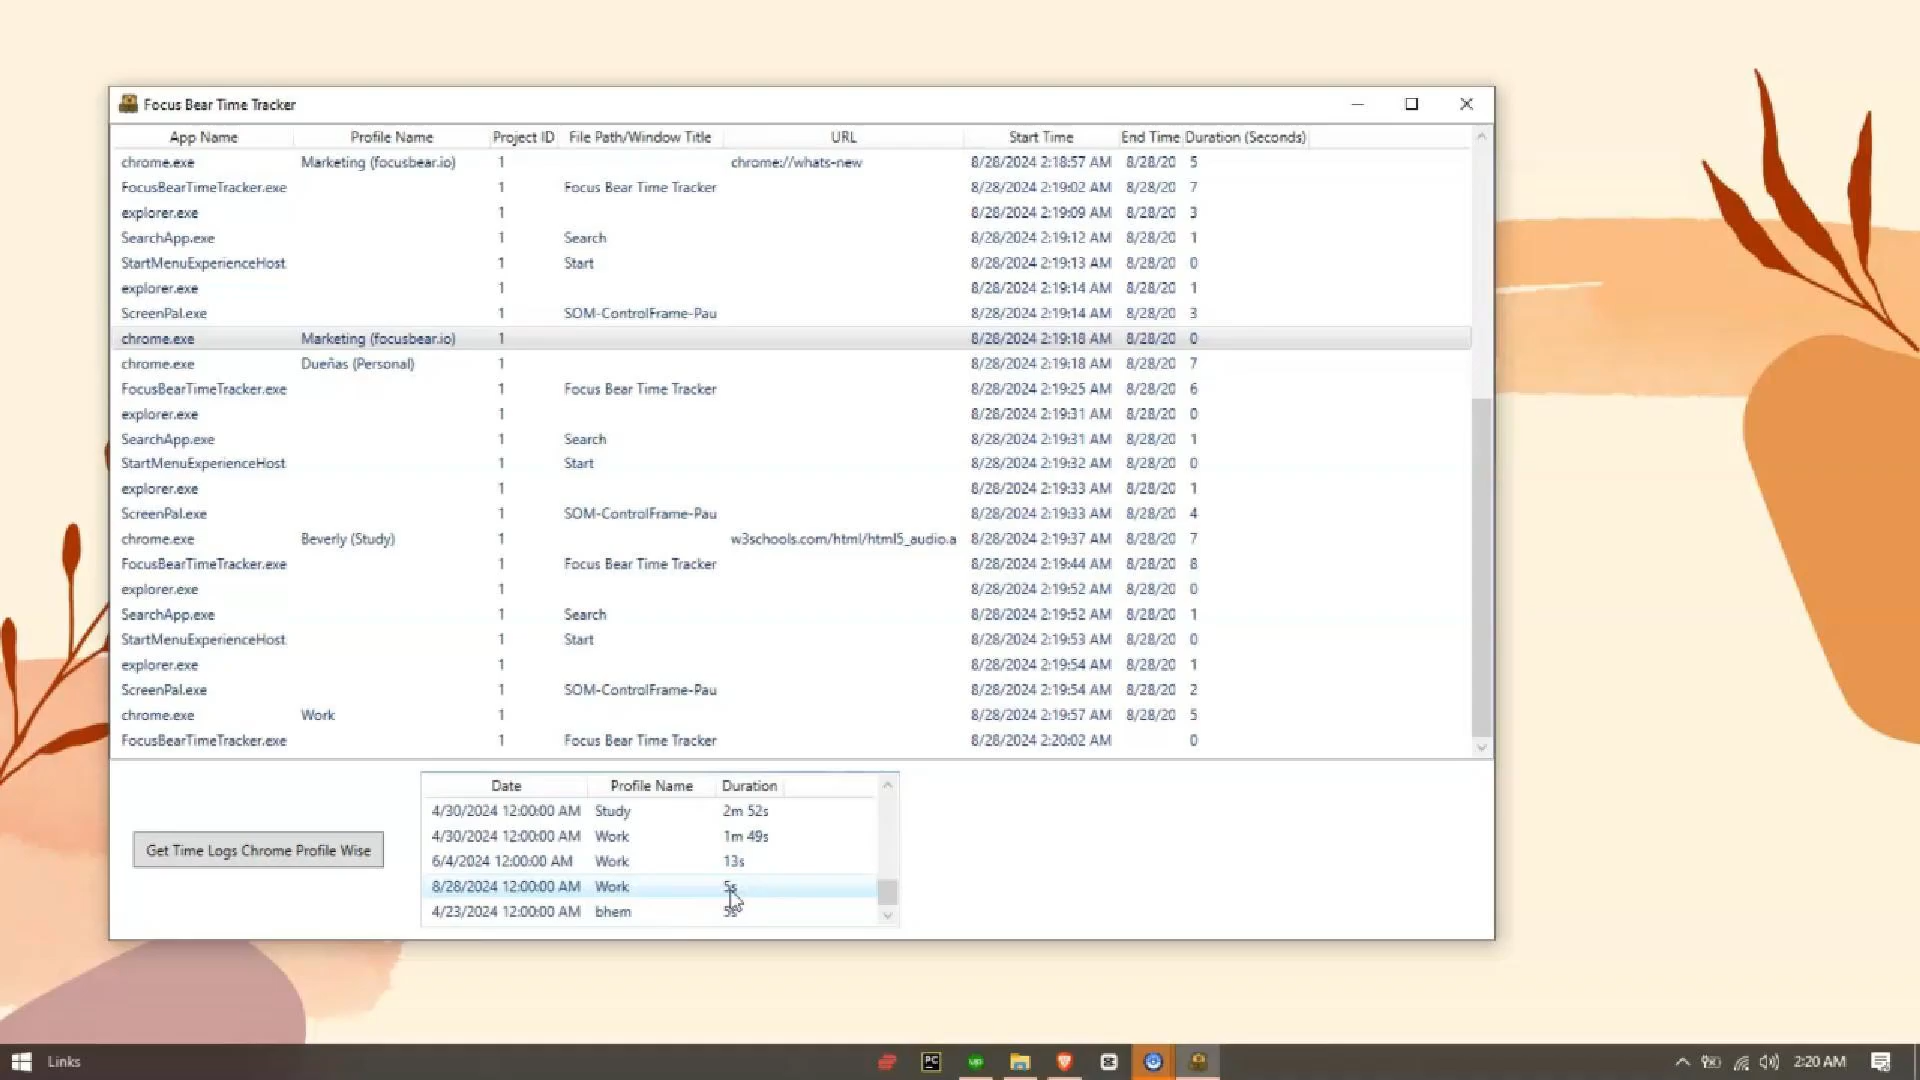 Focus Bear Time Tracker
App Name Profile Name Project ID File Path/Window Title URL Start Time End Time Duration (Seconds)
chrome.exe Marketing (focusbear.io) 1 chrome://whats-new 8/28/2024 2:18:57 AM 8/28/20 5
FocusBearTimeTracker.exe 1 Focus Bear Time Tracker 8/28/2024 2:19:02 AM 8/28/20 7
explorer.exe 1 8/28/2024 2:19:09 AM 8/28/20 3
SearchApp.exe 1 Search 8/28/2024 2:19:12 AM 8/28/20 1
StartMenuExperienceHost 1 Start 8/28/2024 2:19:13 AM 8/28/20 0
explorer.exe 1 8/28/2024 2:19:14 AM 8/28/20 1
ScreenPal.exe 1 SOM-ControlFrame-Pau 8/28/2024 2:19:14 AM 8/28/20 3
chrome.exe Marketing (focusbear.io) 1 8/28/2024 2:19:18 AM 8/28/20 0
chrome.exe Dueñas (Personal) 1 8/28/2024 2:19:18 AM 8/28/20 7
FocusBearTimeTracker.exe 1 Focus Bear Time Tracker 8/28/2024 2:19:25 AM 8/28/20 6
explorer.exe 1 8/28/2024 2:19:31 AM 8/28/20 0
SearchApp.exe 1 Search 8/28/2024 2:19:31 AM 8/28/20 1
StartMenuExperienceHost 1 Start 8/28/2024 2:19:32 AM 8/28/20 0
explorer.exe 1 8/28/2024 2:19:33 AM 8/28/20 1
ScreenPal.exe 1 SOM-ControlFrame-Pau 8/28/2024 2:19:33 AM 8/28/20 4
chrome.exe Beverly (Study) 1 w3schools.com/html/html5_audio.a 8/28/2024 2:19:37 AM 8/28/20 7
FocusBearTimeTracker.exe 1 Focus Bear Time Tracker 8/28/2024 2:19:44 AM 8/28/20 8
explorer.exe 1 8/28/2024 2:19:52 AM 8/28/20 0
SearchApp.exe 1 Search 8/28/2024 2:19:52 AM 8/28/20 1
StartMenuExperienceHost 1 Start 8/28/2024 2:19:53 AM 8/28/20 0
explorer.exe 1 8/28/2024 2:19:54 AM 8/28/20 1
ScreenPal.exe 1 SOM-ControlFrame-Pau 8/28/2024 2:19:54 AM 8/28/20 2
chrome.exe Work 1 8/28/2024 2:19:57 AM 8/28/20 5
FocusBearTimeTracker.exe 1 Focus Bear Time Tracker 8/28/2024 2:20:02 AM 0
Date Profile Name Duration
4/30/2024 12:00:00 AM Study 2m 52s
4/30/2024 12:00:00 AM Work 1m 49s
Get Time Logs Chrome Profile Wise
6/4/2024 12:00:00 AM Work 13s
8/28/2024 12:00:00 AM Work 5s
4/23/2024 12:00:00 AM bhem 5s
Links PC up 2:20 AM